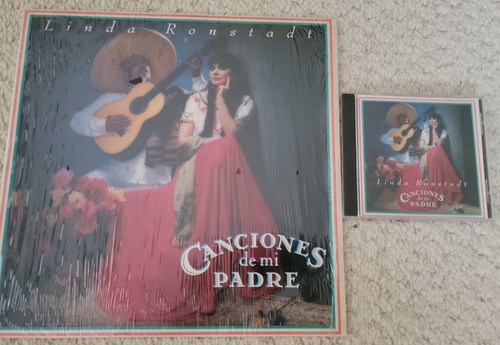 Linda Ronstadt
CANCIONES
de mi
PADRE
Linda Ronstadt
CANCIONES
de mi
PADRE